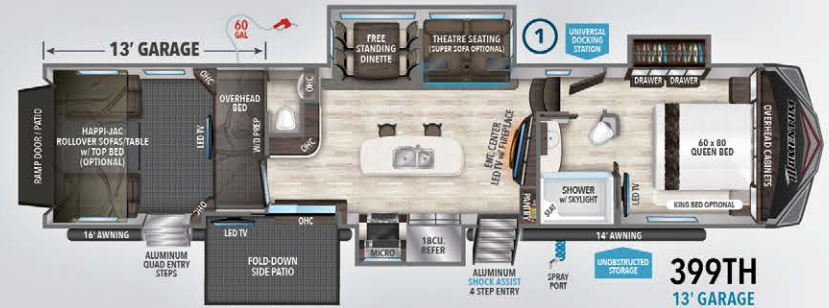 60
GAL
13' GARAGE
FREE
STANDING
DINETTE
THEATRE SEATING
(SUPER SOFA OPTIONAL)
1
UNIVERSAL
DOCKING
STATION
RAMP DOOR / PATIO
HAPPI-JAC
ROLLOVER SOFAS/TABLE
w/ TOP BED
(OPTIONAL)
OHC
LED TV
OVERHEAD
BED
W/D PREP
OHC
OHC
OHC
OHC
ENT. CENTER
LED TV w/ FIREPLACE
PANTRY
DRAWER
DRAWER
60 x 80
QUEEN BED
OVERHEAD CABINETS
MOMENTUM
SHOWER
w/ SKYLIGHT
SEAT
LED TV
KING BED OPTIONAL
16' AWNING
ALUMINUM
QUAD ENTRY
STEPS
LED TV
FOLD-DOWN
SIDE PATIO
MICRO
18CU.
REFER
ALUMINUM
SHOCK ASSIST
4 STEP ENTRY
14' AWNING
SPRAY
PORT
UNOBSTRUCTED
STORAGE
399TH
13' GARAGE